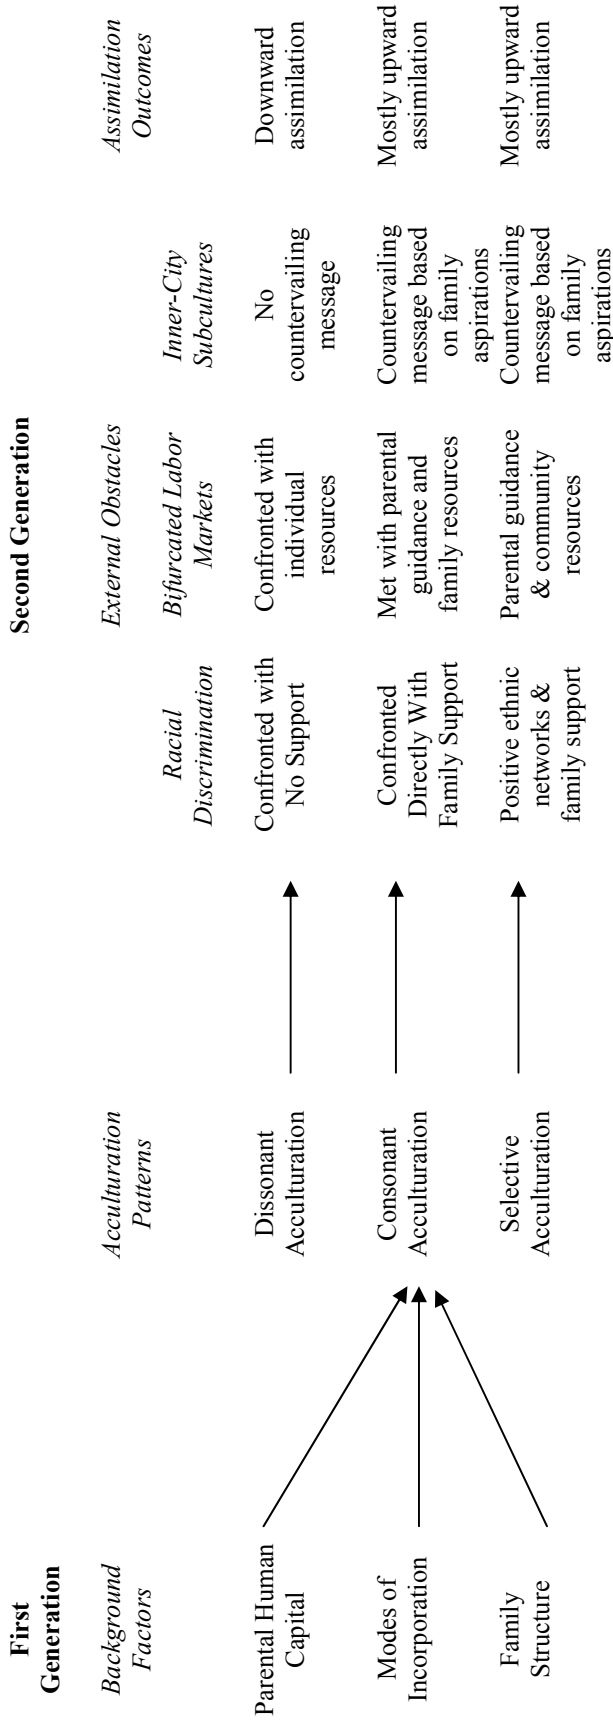 First
Generation
Second Generation
Background
Factors
Acculturation
Patterns
External Obstacles
Assimilation
Outcomes
Racial
Discrimination
Bifurcated Labor
Markets
Inner-City
Subcultures
Parental Human
Capital
Dissonant
Acculturation
Confronted with
No Support
Confronted with
individual
resources
No
countervailing
message
Downward
assimilation
Modes of
Incorporation
Consonant
Acculturation
Confronted
Directly With
Family Support
Met with parental
guidance and
family resources
Countervailing
message based
on family
aspirations
Mostly upward
assimilation
Family
Structure
Selective
Acculturation
Positive ethnic
networks &
family support
Parental guidance
& community
resources
Countervailing
message based
on family
aspirations
Mostly upward
assimilation